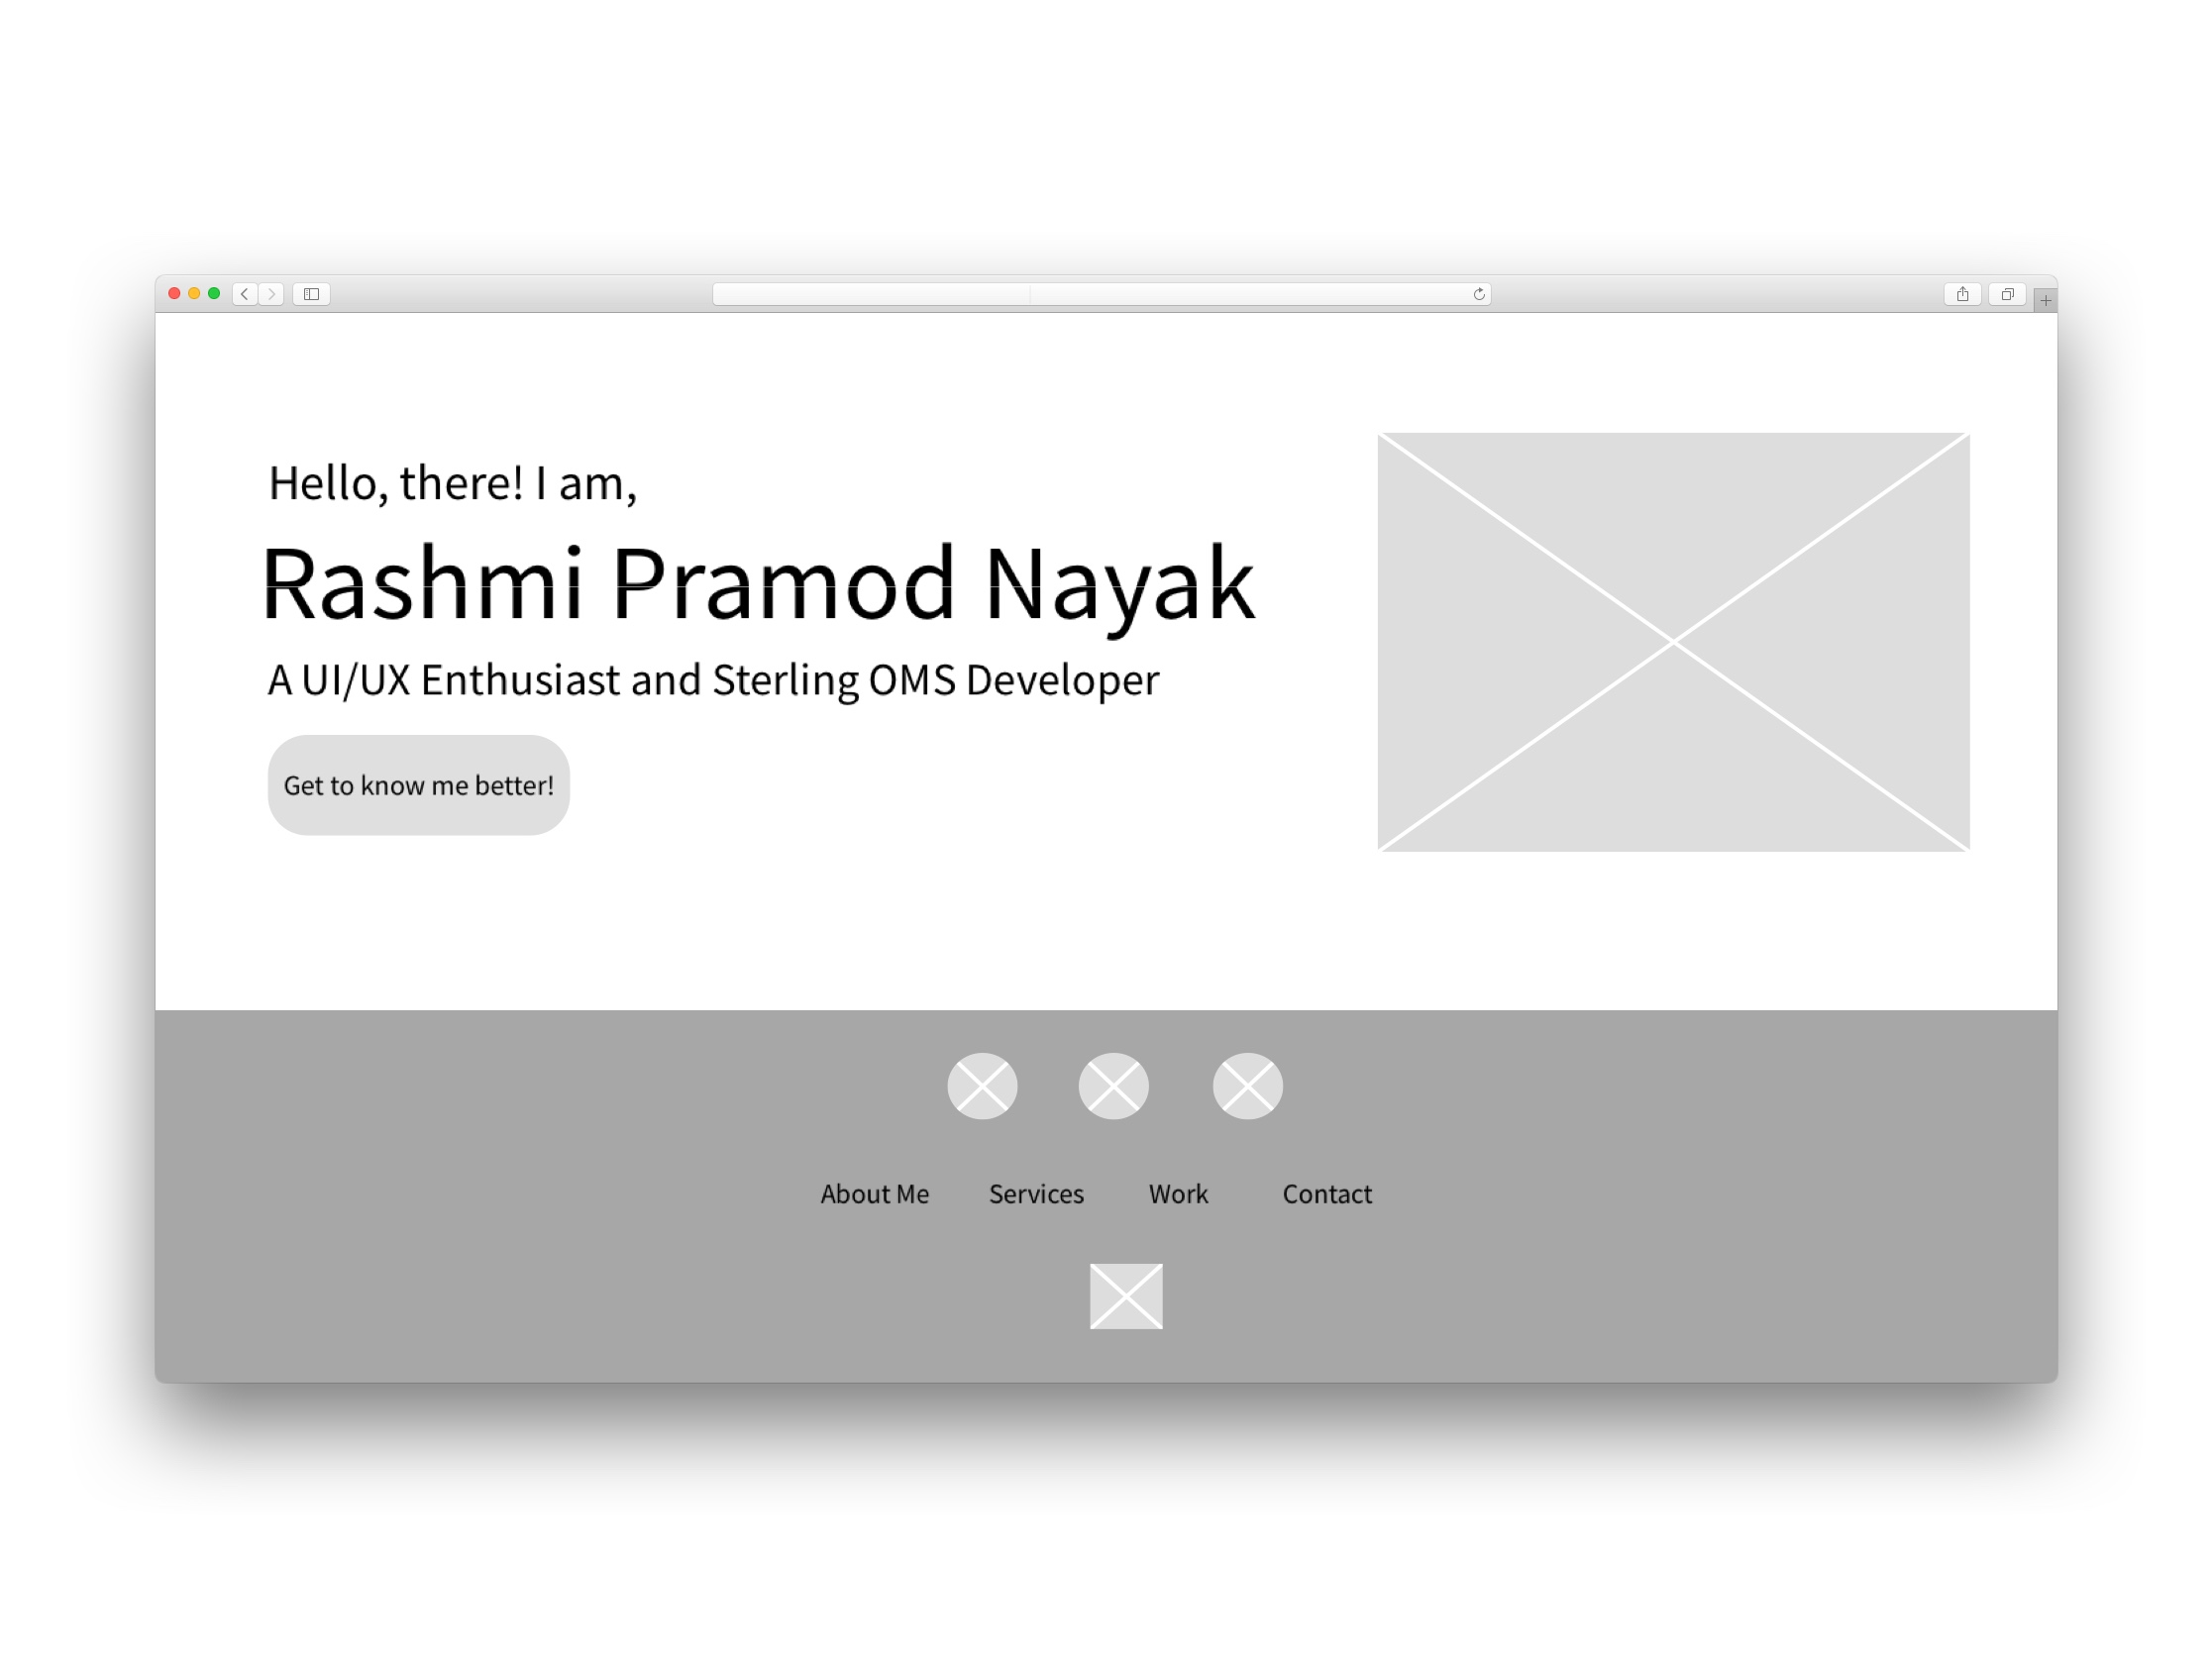 Hello, there! I am,
Rashmi Pramod Nayak
A UI/UX Enthusiast and Sterling OMS Developer
Get to know me better!
About Me Services Work Contact